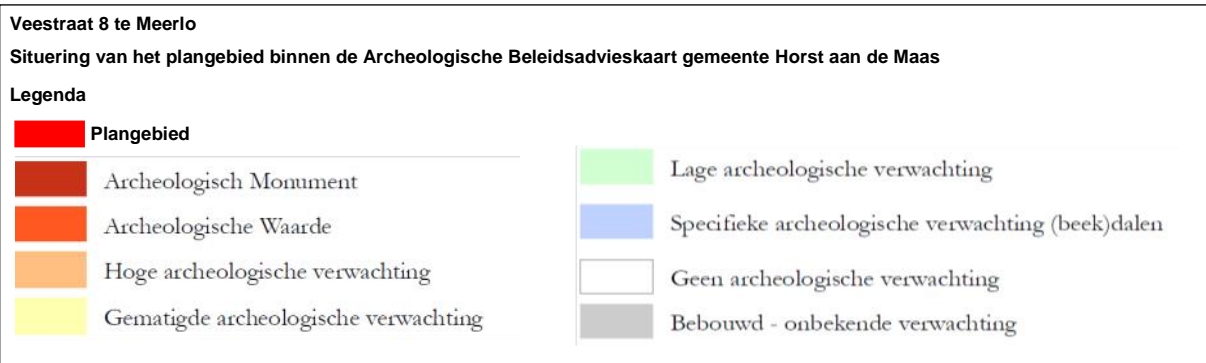 Veestraat 8 te Meerlo
Situering van het plangebied binnen de Archeologische Beleidsadvieskaart gemeente Horst aan de Maas
Legenda
Plangebied
Archeologisch Monument
Archeologische Waarde
Hoge archeologische verwachting
Gematigde archeologische verwachting
Lage archeologische verwachting
Specifieke archeologische verwachting (beek)dalen
Geen archeologische verwachting
Bebouwd - onbekende verwachting